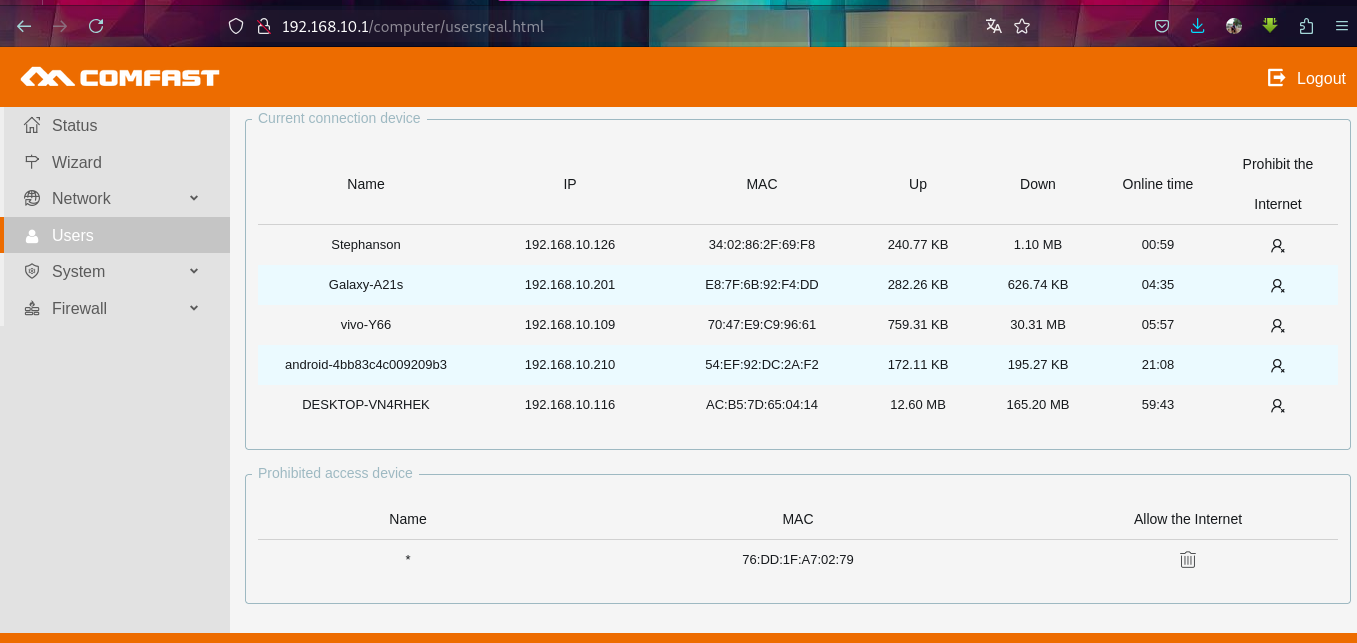 192.168.10.1/computer/usersreal.html
COMFAST
Logout
Status
Wizard
Network
Users
System
Firewall
Current connection device
Name IP MAC Up Down Online time Prohibit the Internet
Stephanson 192.168.10.126 34:02:86:2F:69:F8 240.77 KB 1.10 MB 00:59
Galaxy-A21s 192.168.10.201 E8:7F:6B:92:F4:DD 282.26 KB 626.74 KB 04:35
vivo-Y66 192.168.10.109 70:47:E9:C9:96:61 759.31 KB 30.31 MB 05:57
android-4bb83c4c009209b3 192.168.10.210 54:EF:92:DC:2A:F2 172.11 KB 195.27 KB 21:08
DESKTOP-VN4RHEK 192.168.10.116 AC:B5:7D:65:04:14 12.60 MB 165.20 MB 59:43
Prohibited access device
Name MAC Allow the Internet
* 76:DD:1F:A7:02:79